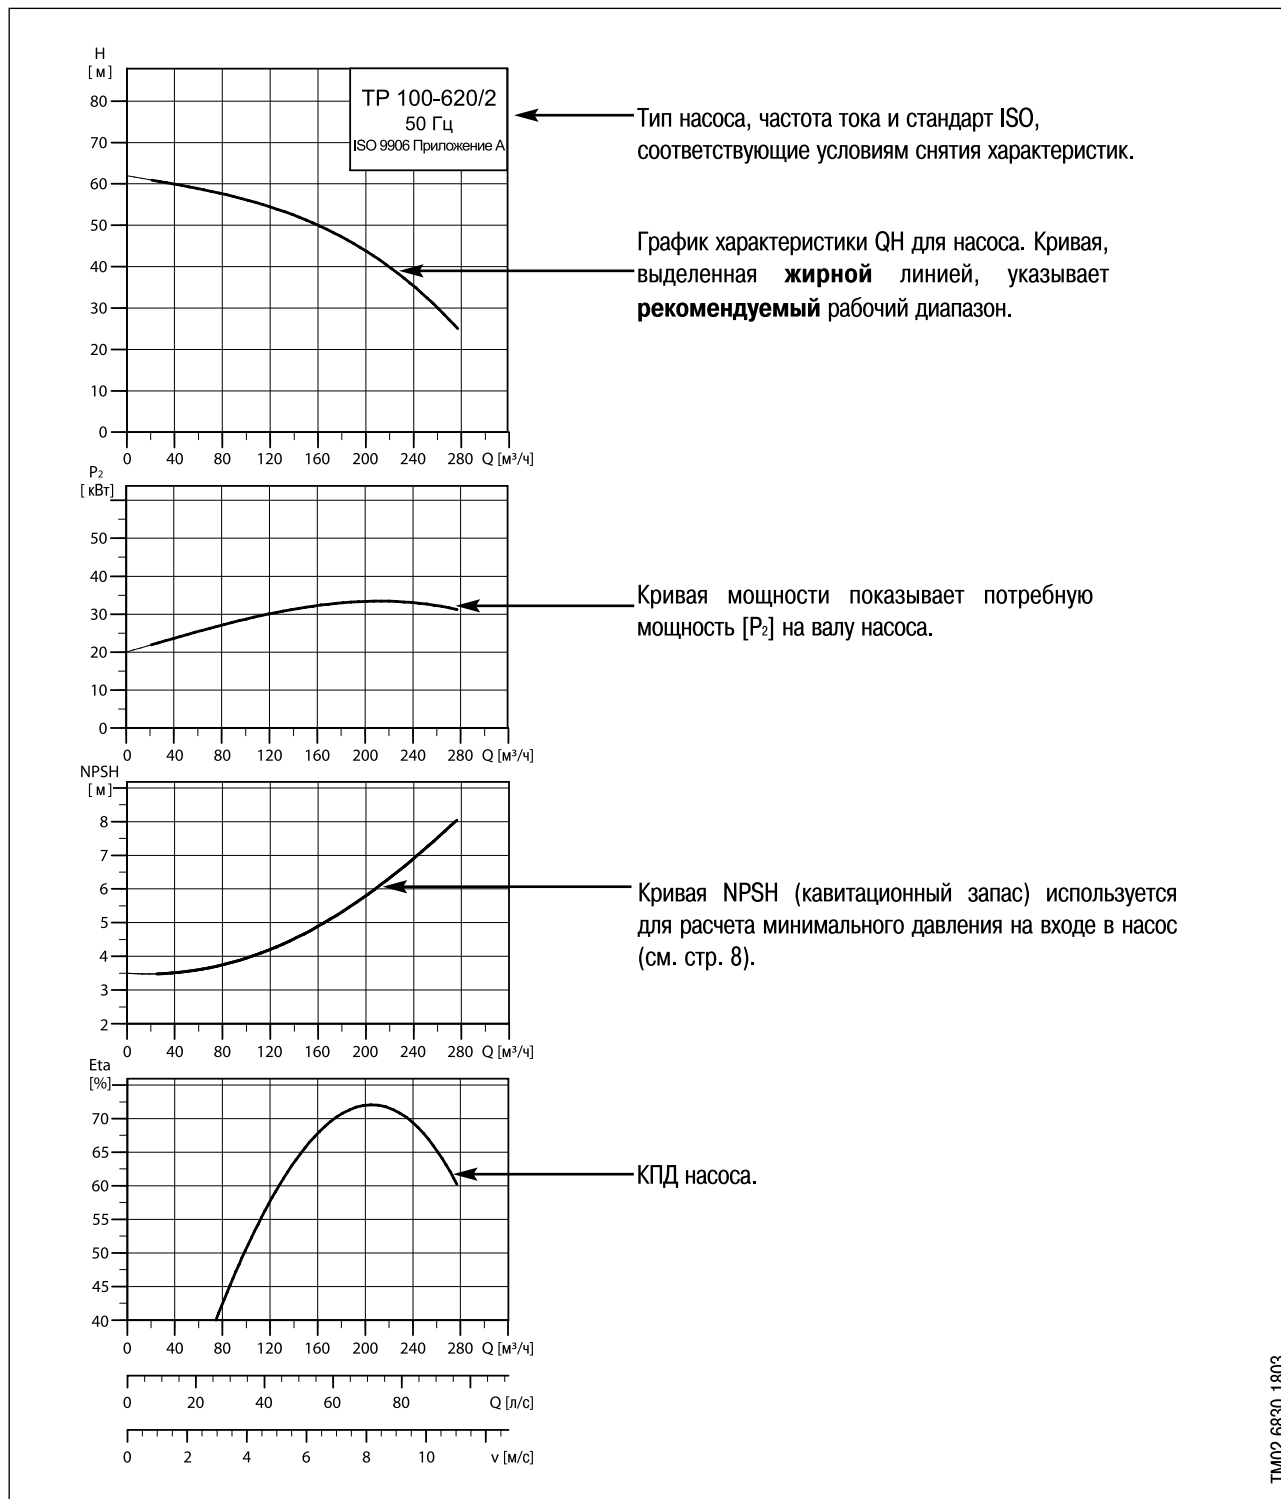 H
[ м ]
80
70
60
50
40
30
20
10
0
0 40 80 120 160 200 240 280 Q [м³/ч]
TP 100-620/2
50 Гц
ISO 9906 Приложение А
Тип насоса, частота тока и стандарт ISO,
соответствующие условиям снятия характеристик.
График характеристики QH для насоса. Кривая,
выделенная жирной линией, указывает
рекомендуемый рабочий диапазон.
P₂
[ кВт]
50
40
30
20
10
0
0 40 80 120 160 200 240 280 Q [м³/ч]
Кривая мощности показывает потребную
мощность [P₂] на валу насоса.
NPSH
[ м ]
8
7
6
5
4
3
2
0 40 80 120 160 200 240 280 Q [м³/ч]
Кривая NPSH (кавитационный запас) используется
для расчета минимального давления на входе в насос
(см. стр. 8).
Eta
[%]
70
65
60
55
50
45
40
0 40 80 120 160 200 240 280 Q [м³/ч]
КПД насоса.
0 20 40 60 80 Q [л/с]
0 2 4 6 8 10 v [м/с]
TM02 6830 1803